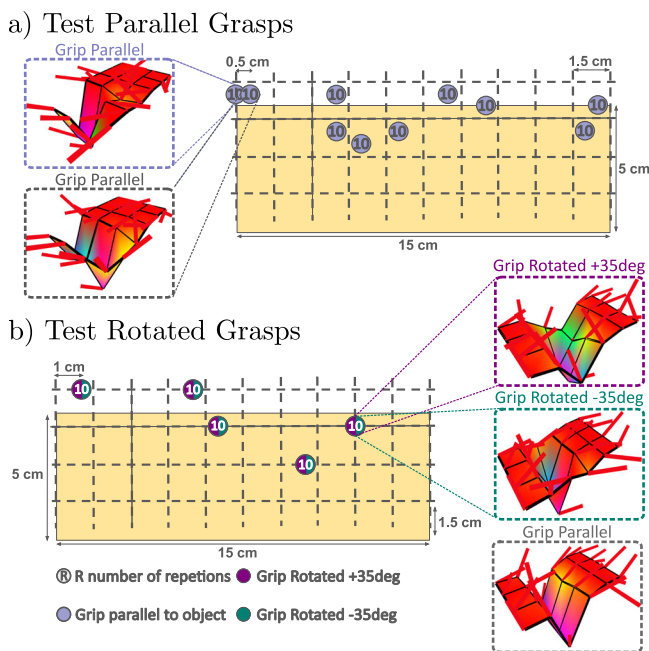 a) Test Parallel Grasps
Grip Parallel
0.5 cm
1.5 cm
10
10
10
10
10
10
10
10
10
10
10
5 cm
15 cm
Grip Parallel
Grip Rotated +35deg
b) Test Rotated Grasps
1 cm
10
10
10
10
10
5 cm
1.5 cm
15 cm
Grip Rotated -35deg
Grip Parallel
R R number of repetions
Grip Rotated +35deg
Grip parallel to object
Grip Rotated -35deg